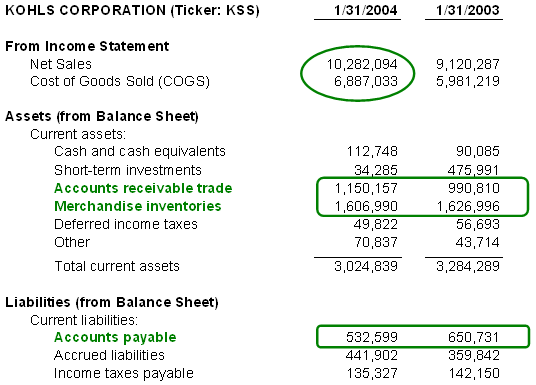 KOHLS CORPORATION (Ticker: KSS) 1/31/2004 1/31/2003
From Income Statement
Net Sales 10,282,094 9,120,287
Cost of Goods Sold (COGS) 6,887,033 5,981,219
Assets (from Balance Sheet)
Current assets:
Cash and cash equivalents 112,748 90,085
Short-term investments 34,285 475,991
Accounts receivable trade 1,150,157 990,810
Merchandise inventories 1,606,990 1,626,996
Deferred income taxes 49,822 56,693
Other 70,837 43,714
Total current assets 3,024,839 3,284,289
Liabilities (from Balance Sheet)
Current liabilities:
Accounts payable 532,599 650,731
Accrued liabilities 441,902 359,842
Income taxes payable 135,327 142,150